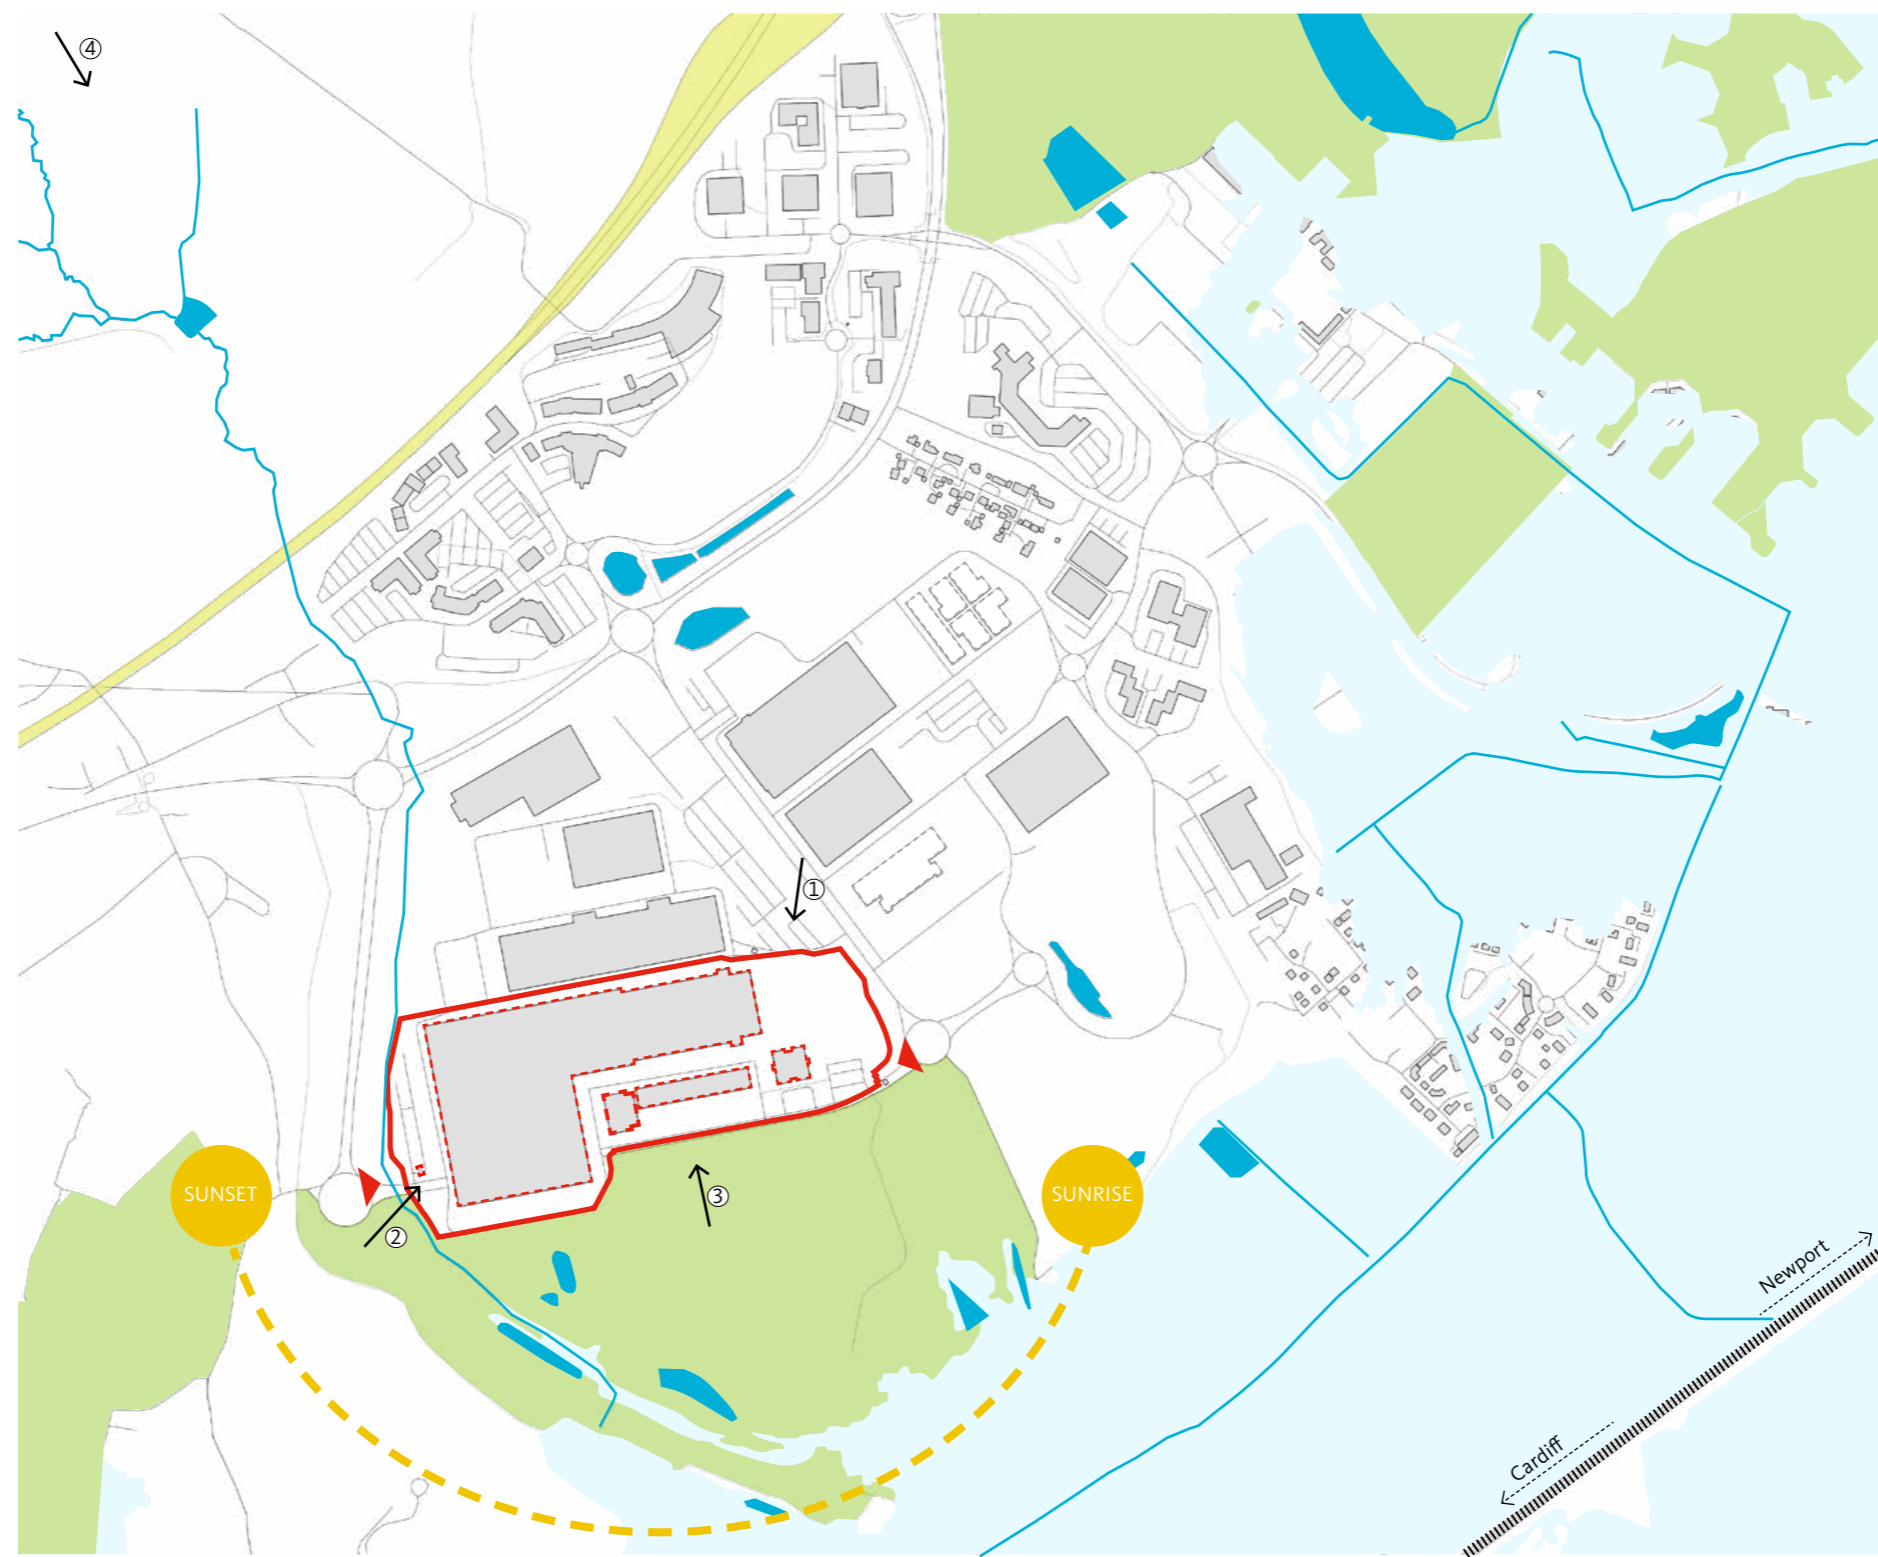 ④
①
SUNSET
SUNRISE
③
②
Newport
Cardiff